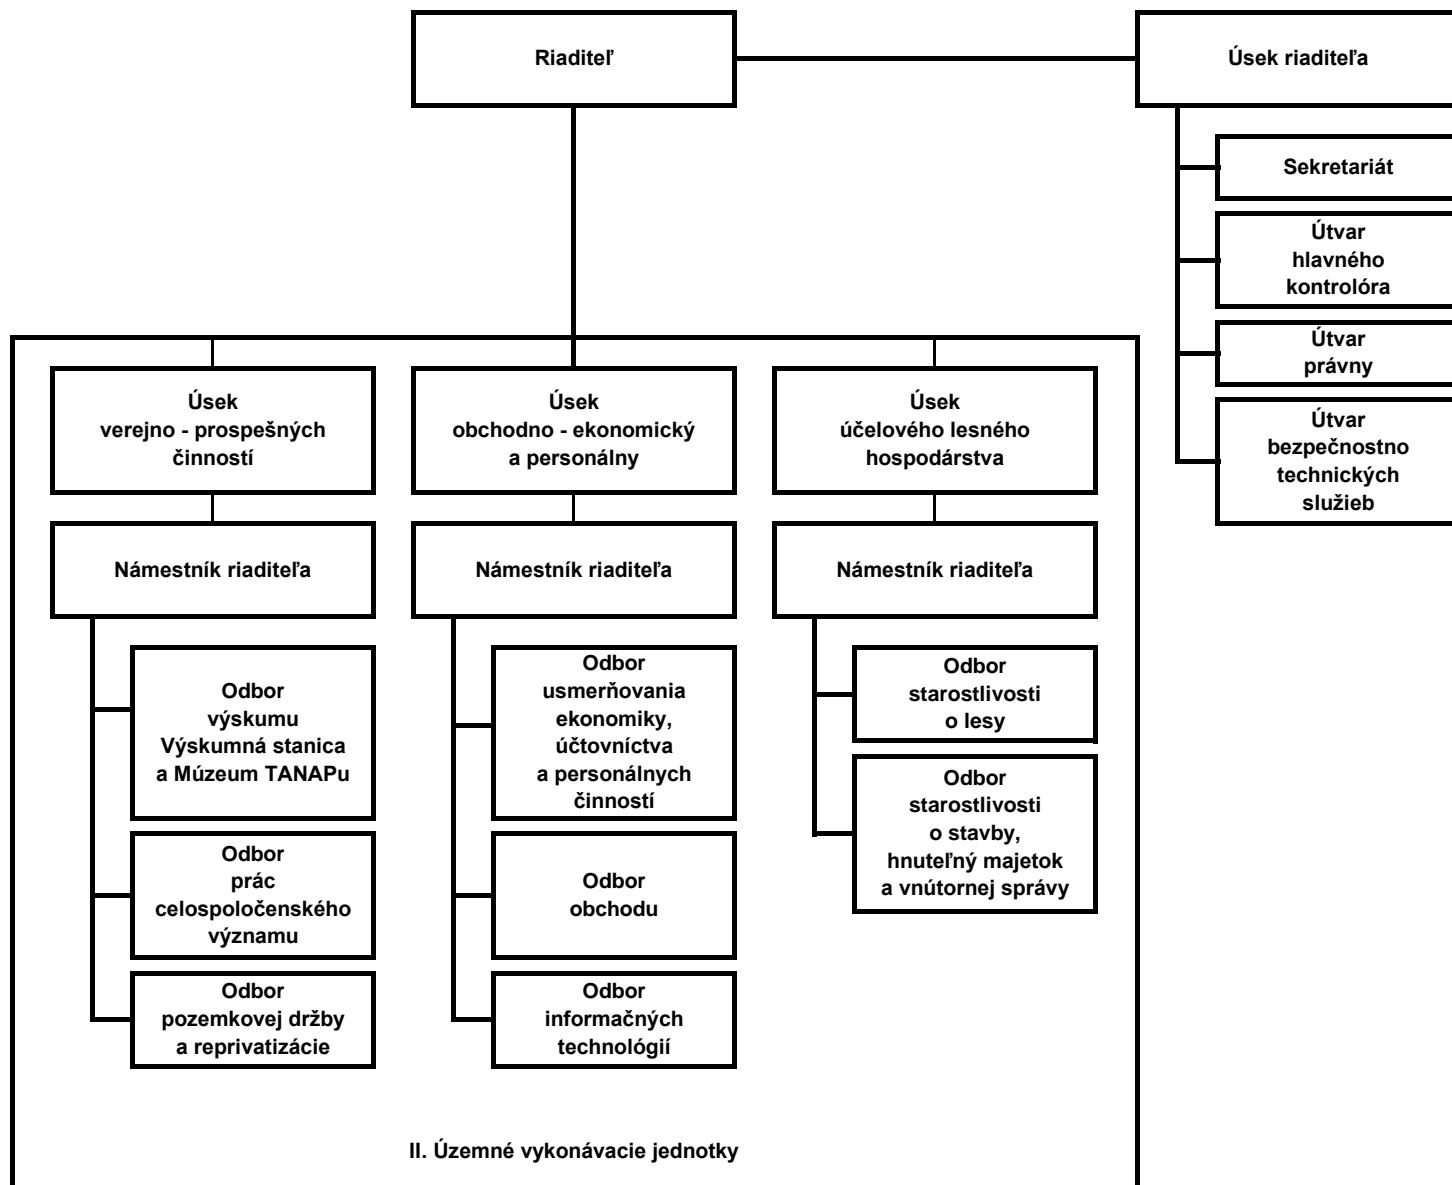 Riaditeľ
Úsek riaditeľa
Sekretariát
Útvar
hlavného
kontrolóra
Útvar
právny
Útvar
bezpečnostno
technických
služieb
Úsek
verejno - prospešných
činností
Úsek
obchodno - ekonomický
a personálny
Úsek
účelového lesného
hospodárstva
Námestník riaditeľa
Námestník riaditeľa
Námestník riaditeľa
Odbor
výskumu
Výskumná stanica
a Múzeum TANAPu
Odbor
prác
celospoločenského
významu
Odbor
pozemkovej držby
a reprivatizácie
Odbor
usmerňovania
ekonomiky,
účtovníctva
a personálnych
činností
Odbor
obchodu
Odbor
informačných
technológií
Odbor
starostlivosti
o lesy
Odbor
starostlivosti
o stavby,
hnuteľný majetok
a vnútornej správy
II. Územné vykonávacie jednotky